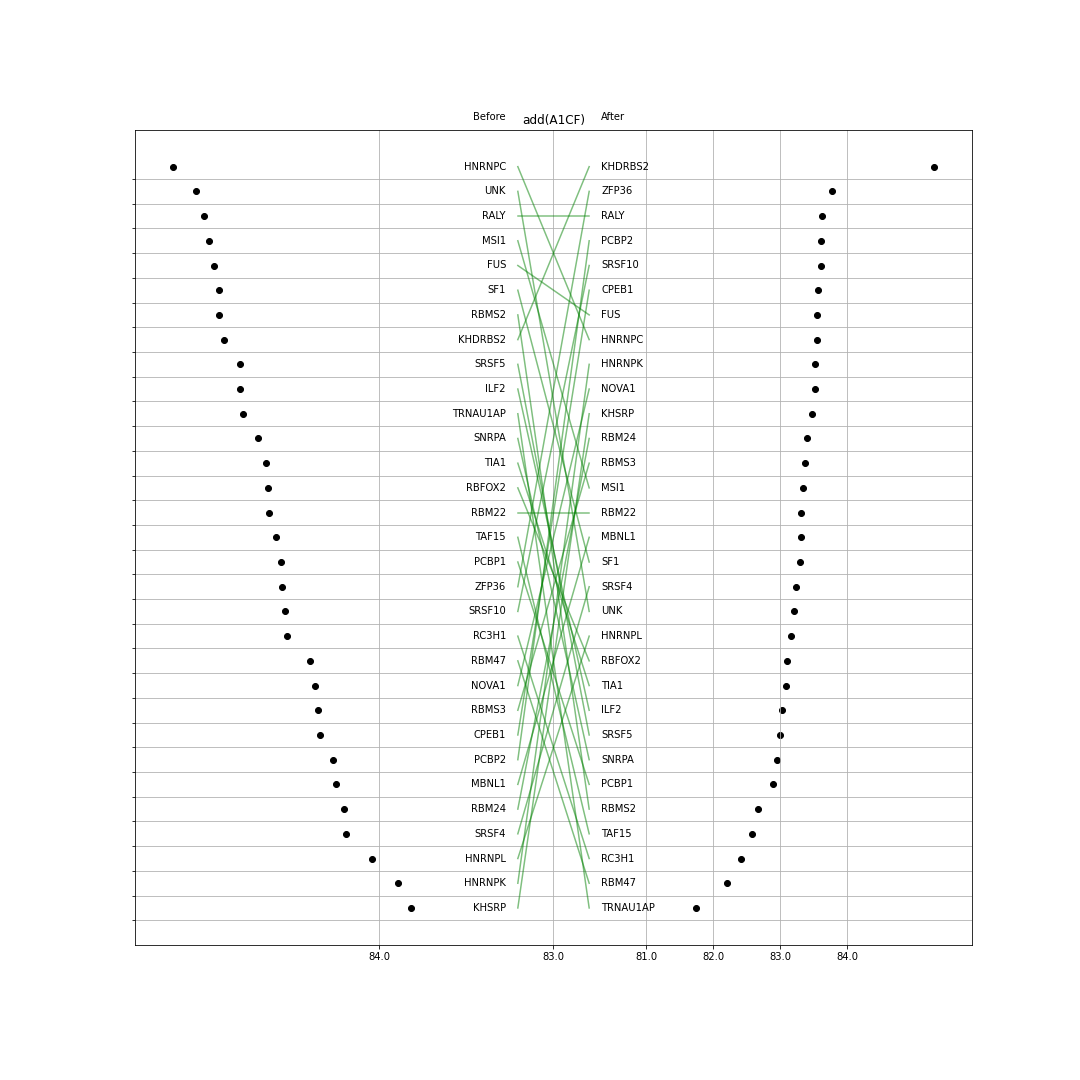 Before add(A1CF) After
HNRNPC KHDRBS2
UNK ZFP36
RALY RALY
MSI1 PCBP2
FUS SRSF10
SF1 CPEB1
RBMS2 FUS
KHDRBS2 HNRNPC
SRSF5 HNRNPK
ILF2 NOVA1
TRNAU1AP KHSRP
SNRPA RBM24
TIA1 RBMS3
RBFOX2 MSI1
RBM22 RBM22
TAF15 MBNL1
PCBP1 SF1
ZFP36 SRSF4
SRSF10 UNK
RC3H1 HNRNPL
RBM47 RBFOX2
NOVA1 TIA1
RBMS3 ILF2
CPEB1 SRSF5
PCBP2 SNRPA
MBNL1 PCBP1
RBM24 RBMS2
SRSF4 TAF15
HNRNPL RC3H1
HNRNPK RBM47
KHSRP TRNAU1AP
84.0 83.0 81.0 82.0 83.0 84.0